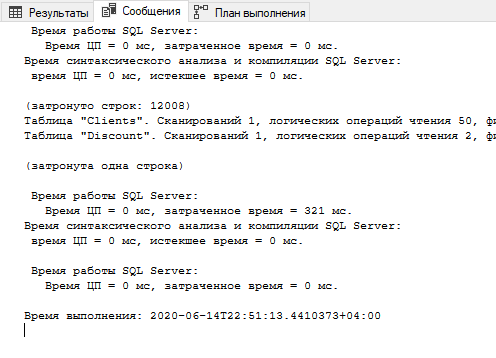 Результаты Сообщения План выполнения
Время работы SQL Server:
Время ЦП = 0 мс, затраченное время = 0 мс.
Время синтаксического анализа и компиляции SQL Server:
время ЦП = 0 мс, истекшее время = 0 мс.
(затронуто строк: 12008)
Таблица "Clients". Сканирований 1, логических операций чтения 50,
Таблица "Discount". Сканирований 1, логических операций чтения 2,
(затронута одна строка)
Время работы SQL Server:
Время ЦП = 0 мс, затраченное время = 321 мс.
Время синтаксического анализа и компиляции SQL Server:
время ЦП = 0 мс, истекшее время = 0 мс.
Время работы SQL Server:
Время ЦП = 0 мс, затраченное время = 0 мс.
Время выполнения: 2020-06-14T22:51:13.4410373+04:00